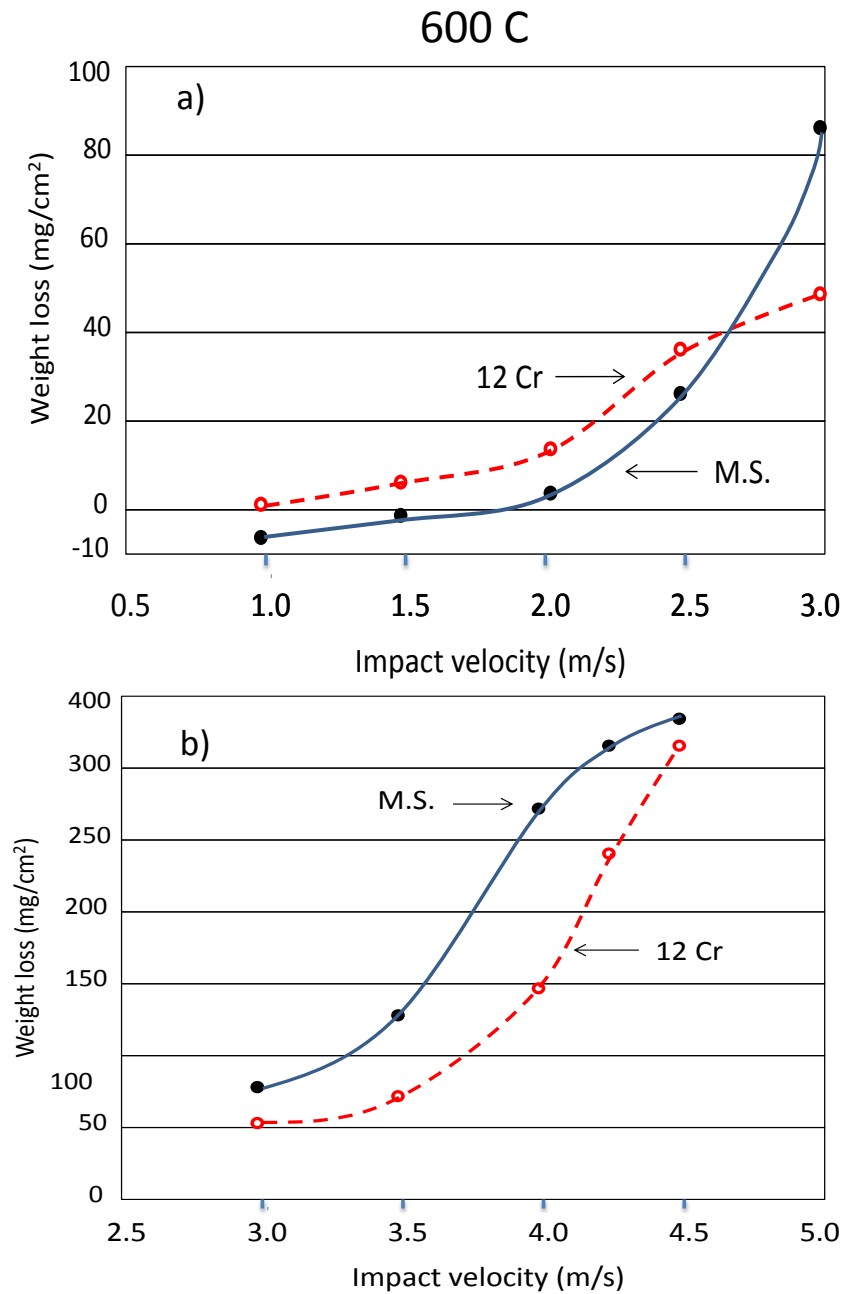 600 C
a)
100
80
60
40
20
0
-10
Weight loss (mg/cm²)
12 Cr
M.S.
0.5 1.0 1.5 2.0 2.5 3.0
Impact velocity (m/s)
b)
400
300
250
200
150
100
50
0
Weight loss (mg/cm²)
M.S.
12 Cr
2.5 3.0 3.5 4.0 4.5 5.0
Impact velocity (m/s)